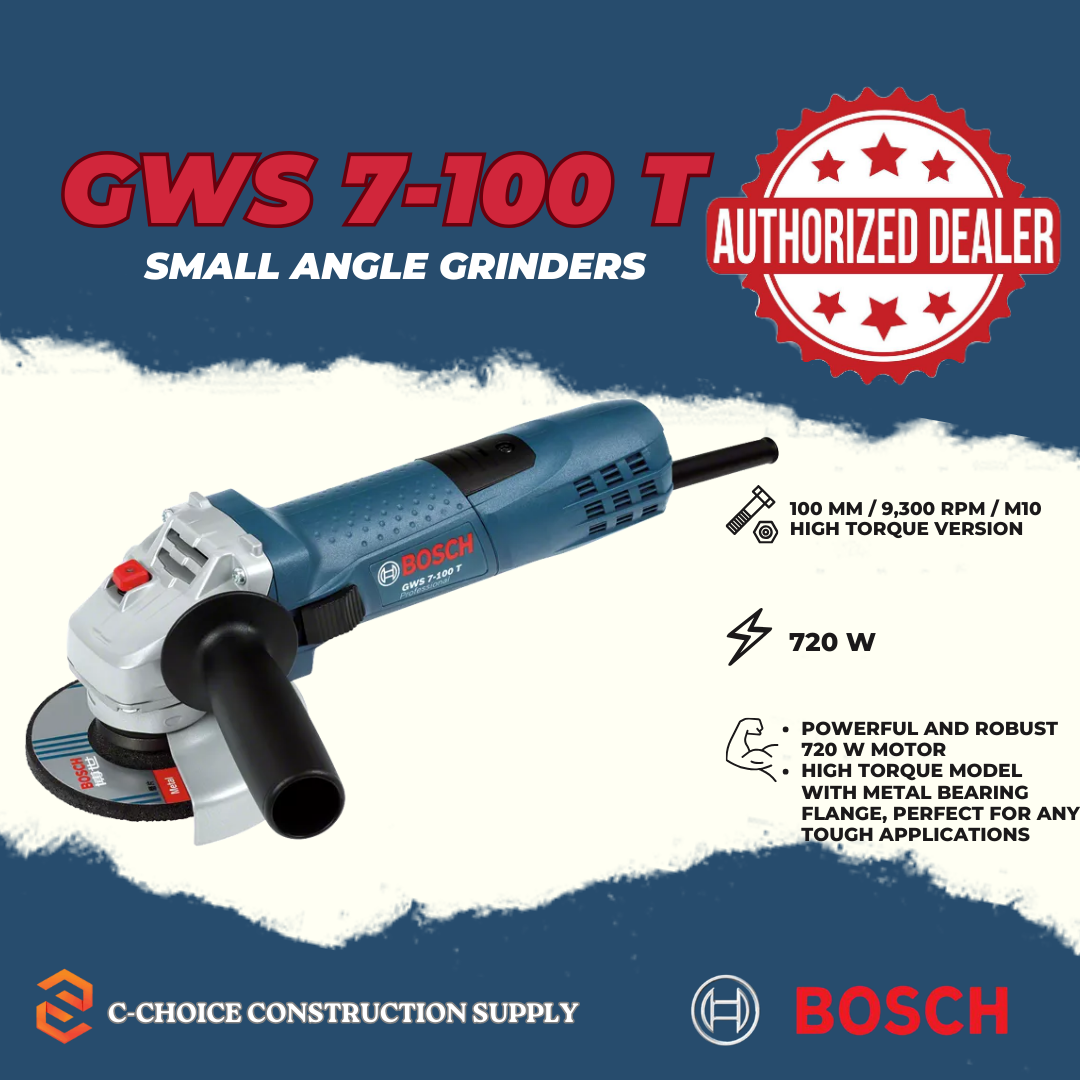 GWS 7-100 T
SMALL ANGLE GRINDERS
AUTHORIZED DEALER
BOSCH
GWS 7-100 T
Professional
BOSCH
Metal
100 MM / 9,300 RPM / M10
HIGH TORQUE VERSION
720 W
• POWERFUL AND ROBUST
720 W MOTOR
• HIGH TORQUE MODEL
WITH METAL BEARING
FLANGE, PERFECT FOR ANY
TOUGH APPLICATIONS
C-CHOICE CONSTRUCTION SUPPLY
BOSCH